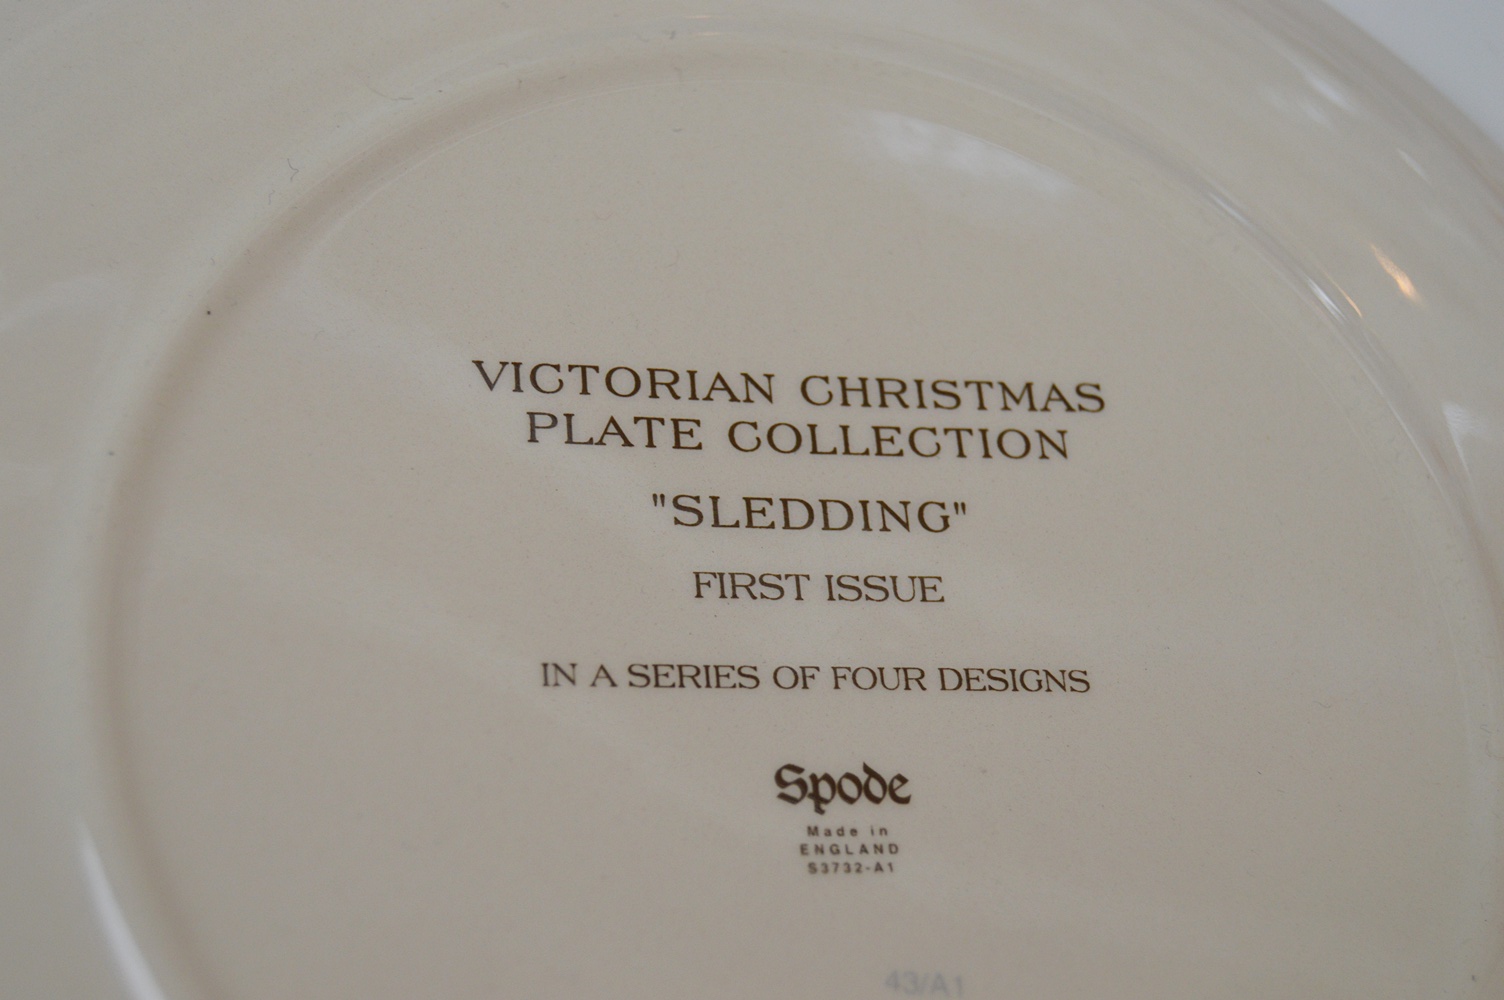 VICTORIAN CHRISTMAS
PLATE COLLECTION
"SLEDDING"
FIRST ISSUE
IN A SERIES OF FOUR DESIGNS
Spode
Made in
ENGLAND
S3732-A1
43/A1